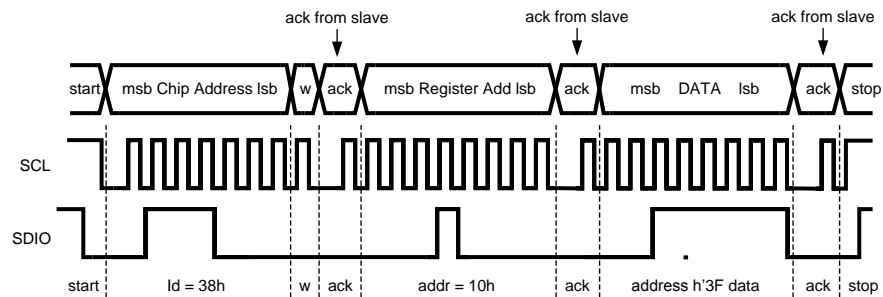 ack from slave ack from slave ack from slave
start msb Chip Address lsb w ack msb Register Add lsb ack msb DATA lsb ack stop
SCL
SDIO
start Id = 38h w ack addr = 10h ack address h'3F data ack stop